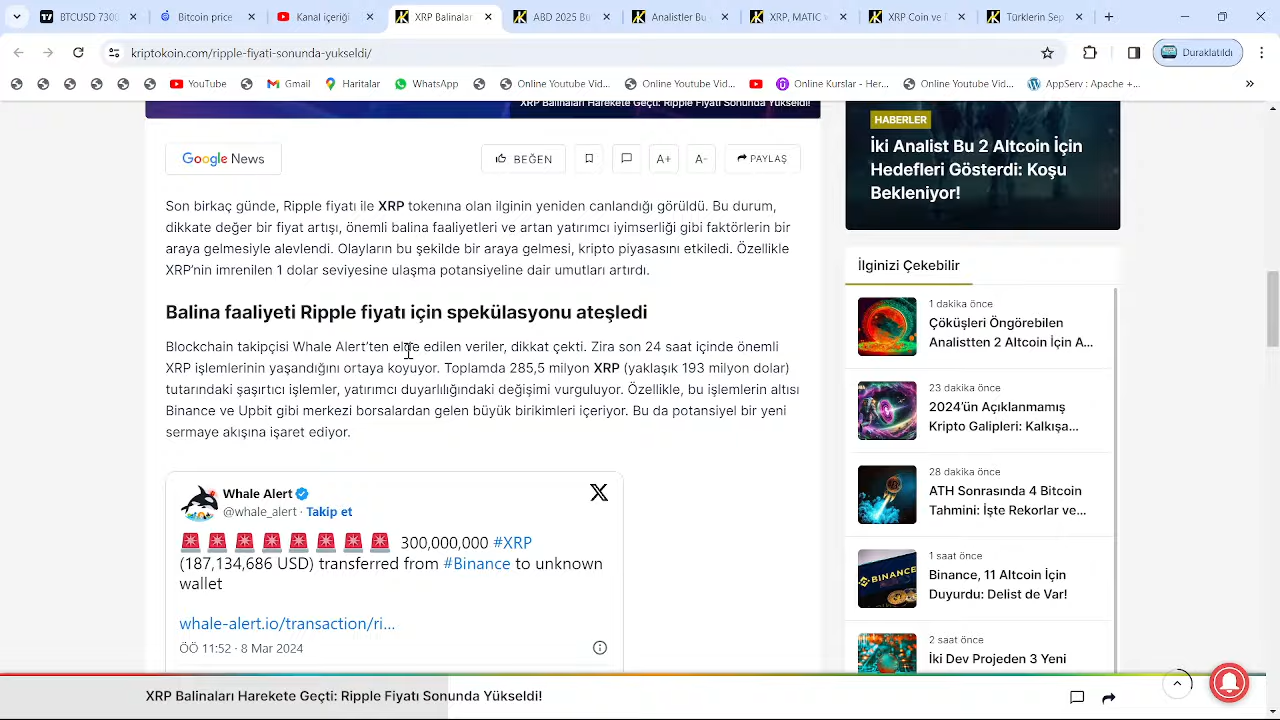 BTCUSD 7300
Bitcoin price
Kanal içeriği
XRP Balinalar
ABD 2025 Bu
Analistler Bu
XRP, MATIC v
XRP Coin ve
Türklerin Sep
kriptokoin.com/ripple-fiyati-sonunda-yukseldi/
Duraklatıldı
YouTube
Gmail
Haritalar
WhatsApp
Online Youtube Vid...
Online Youtube Vid...
Online Kurslar - Her...
Online Youtube Vid...
AppServ : Apache +...
»
XRP Balinaları Harekete Geçti: Ripple Fiyatı Sonunda Yükseldi!
Google News
BEĞEN
A+
A-
PAYLAŞ
Son birkaç günde, Ripple fiyatı ile XRP tokenına olan ilginin yeniden canlandığı görüldü. Bu durum,
dikkate değer bir fiyat artışı, önemli balina faaliyetleri ve artan yatırımcı iyimserliği gibi faktörlerin bir
araya gelmesiyle alevlendi. Olayların bu şekilde bir araya gelmesi, kripto piyasasını etkiledi. Özellikle
XRP'nin imrenilen 1 dolar seviyesine ulaşma potansiyeline dair umutları artırdı.
Balina faaliyeti Ripple fiyatı için spekülasyonu ateşledi
Blockchain takipçisi Whale Alert'ten elde edilen veriler, dikkat çekti. Zira son 24 saat içinde önemli
XRP işlemlerinin yaşandığını ortaya koyuyor. Toplamda 285,5 milyon XRP (yaklaşık 193 milyon dolar)
tutarındaki şaşırtıcı işlemler, yatırımcı duyarlılığındaki değişimi vurguluyor. Özellikle, bu işlemlerin altısı
Binance ve Upbit gibi merkezi borsalardan gelen büyük birikimleri içeriyor. Bu da potansiyel bir yeni
sermaye akışına işaret ediyor.
Whale Alert
@whale_alert · Takip et
300,000,000 #XRP
(187,134,686 USD) transferred from #Binance to unknown
wallet
whale-alert.io/transaction/ri...
ÖÖ 11:52 · 8 Mar 2024
HABERLER
İki Analist Bu 2 Altcoin İçin
Hedefleri Gösterdi: Koşu
Bekleniyor!
İlginizi Çekebilir
1 dakika önce
Çöküşleri Öngörebilen
Analistten 2 Altcoin İçin A...
23 dakika önce
2024'ün Açıklanmamış
Kripto Galipleri: Kalkışa...
28 dakika önce
ATH Sonrasında 4 Bitcoin
Tahmini: İşte Rekorlar ve...
BINANCE
1 saat önce
Binance, 11 Altcoin İçin
Duyurdu: Delist de Var!
2 saat önce
İki Dev Projeden 3 Yeni
XRP Balinaları Harekete Geçti: Ripple Fiyatı Sonunda Yükseldi!